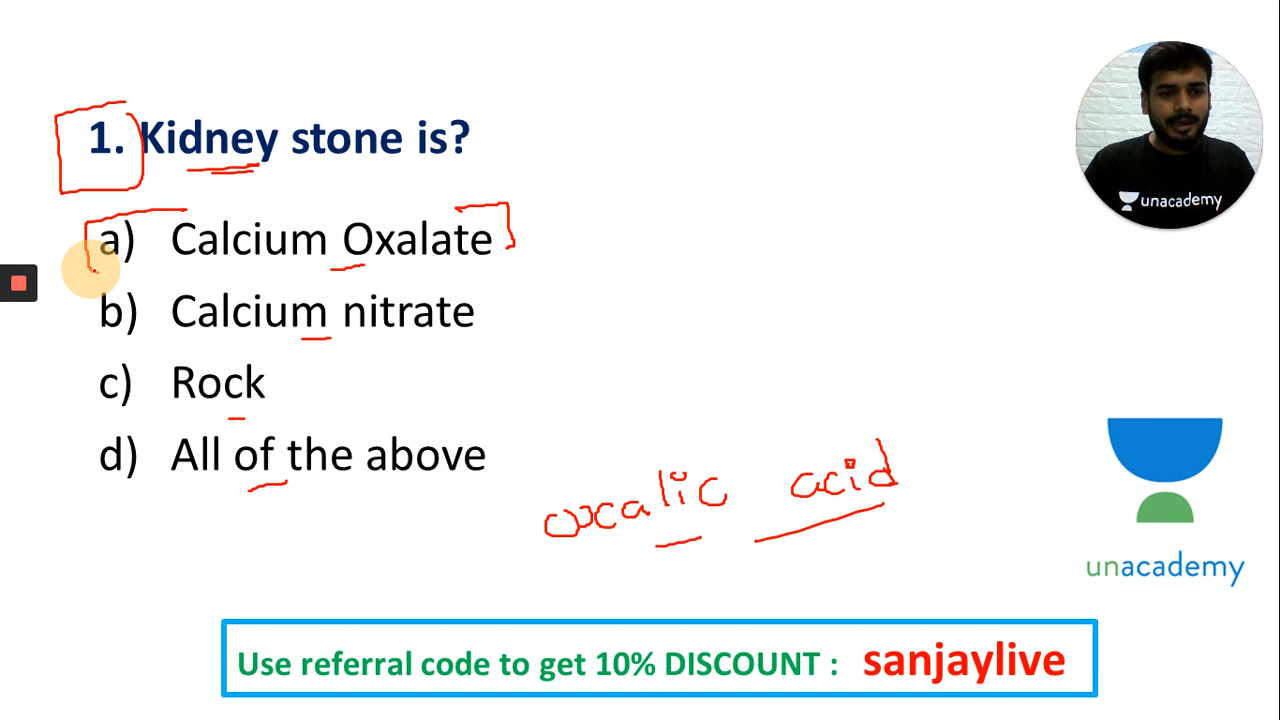 1. Kidney stone is?
a) Calcium Oxalate
b) Calcium nitrate
c) Rock
d) All of the above
oxcalic acid
unacademy
unacademy
Use referral code to get 10% DISCOUNT : sanjaylive